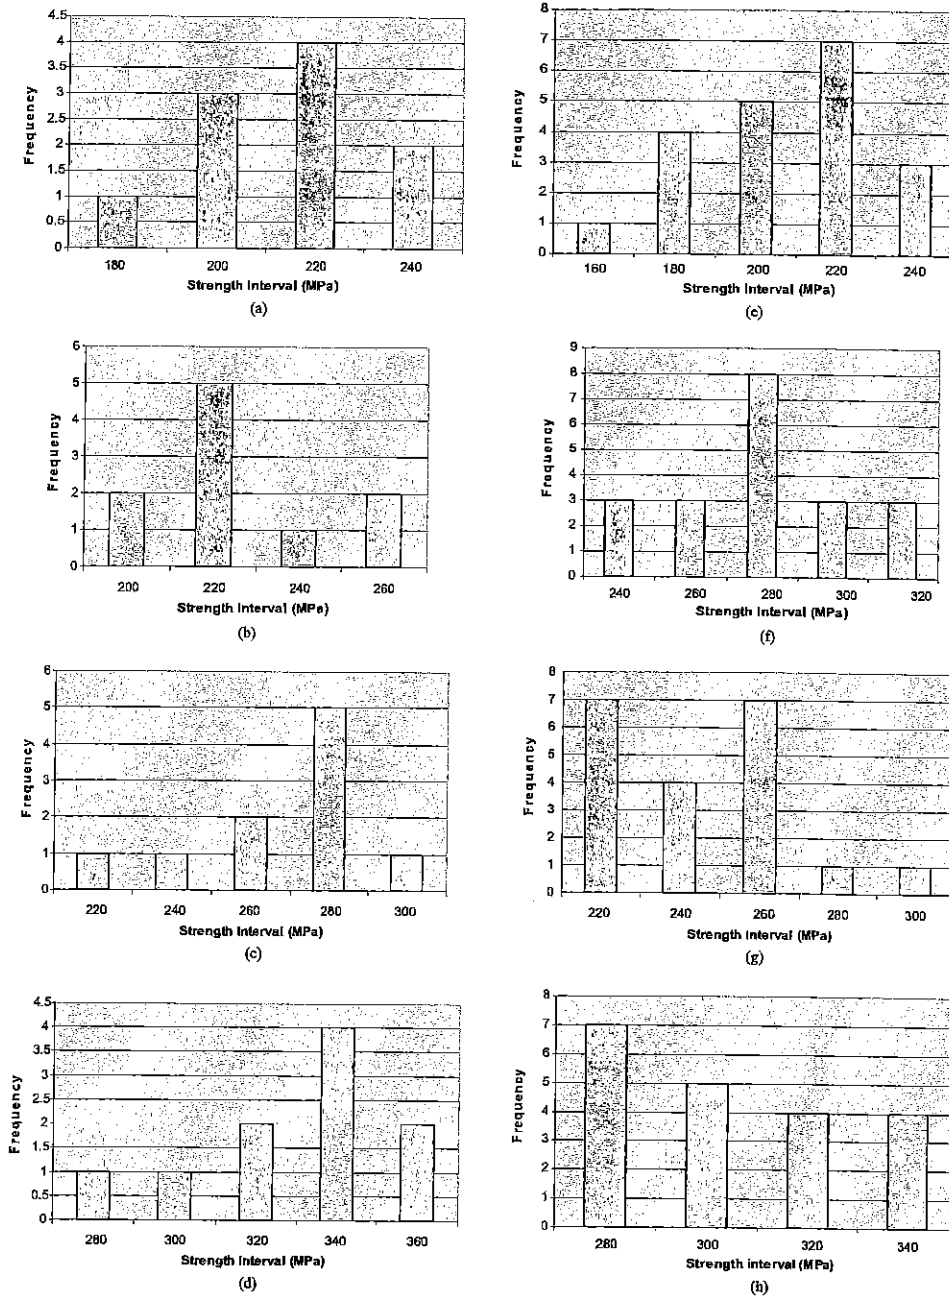 4.5
4
3.5
3
2.5
2
1.5
1
0.5
0
Frequency
180 200 220 240
Strength Interval (MPa)
(a)
6
5
4
3
2
1
0
Frequency
200 220 240 260
Strength Interval (MPa)
(b)
6
5
4
3
2
1
0
Frequency
220 240 260 280 300
Strength Interval (MPa)
(c)
4.5
4
3.5
3
2.5
2
1.5
1
0.5
0
Frequency
280 300 320 340 360
Strength Interval (MPa)
(d)
8
7
6
5
4
3
2
1
0
Frequency
160 180 200 220 240
Strength Interval (MPa)
(e)
9
8
7
6
5
4
3
2
1
0
Frequency
240 260 280 300 320
Strength Interval (MPa)
(f)
8
7
6
5
4
3
2
1
0
Frequency
220 240 260 280 300
Strength Interval (MPa)
(g)
8
7
6
5
4
3
2
1
0
Frequency
280 300 320 340
Strength interval (MPa)
(h)